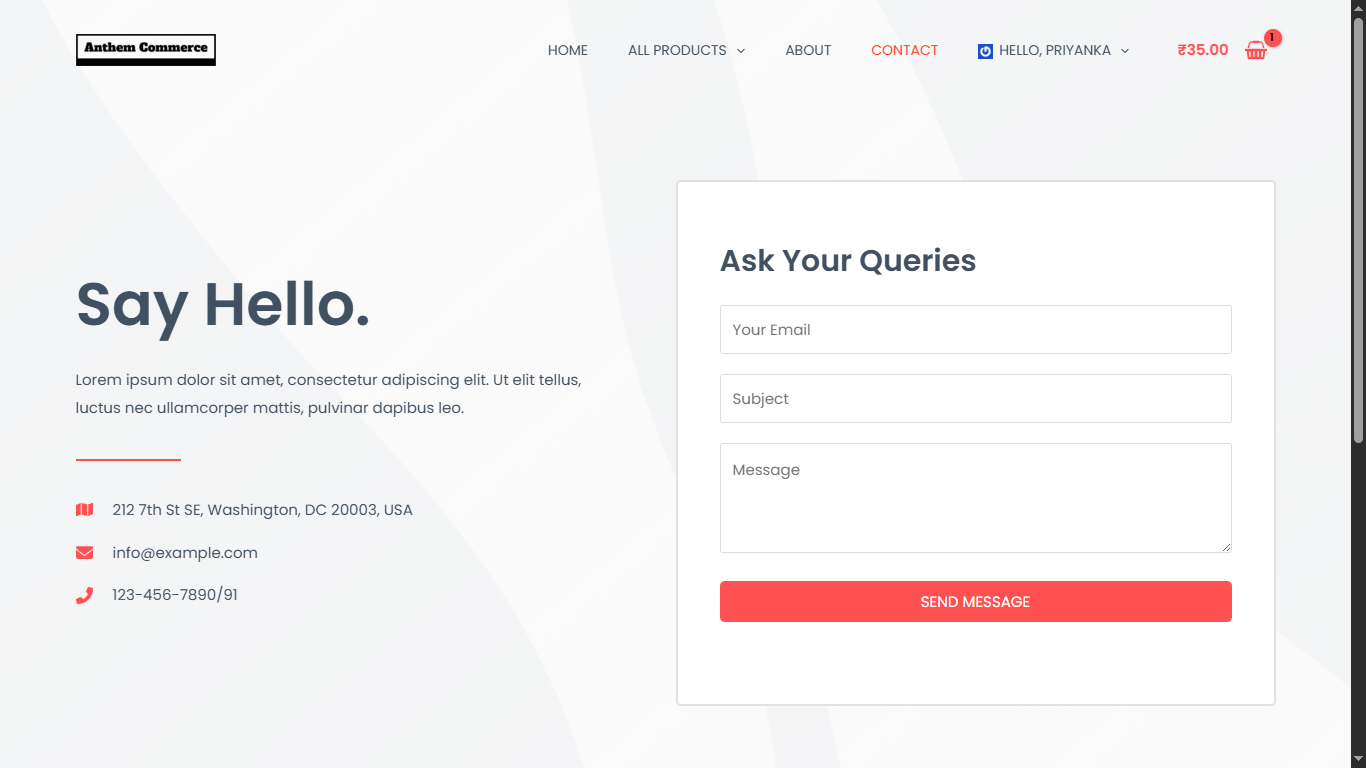 Anthem Commerce
HOME
ALL PRODUCTS
ABOUT
CONTACT
HELLO, PRIYANKA
₹35.00
1
Say Hello.
Lorem ipsum dolor sit amet, consectetur adipiscing elit. Ut elit tellus,
luctus nec ullamcorper mattis, pulvinar dapibus leo.
212 7th St SE, Washington, DC 20003, USA
info@example.com
123-456-7890/91
Ask Your Queries
Your Email
Subject
Message
SEND MESSAGE